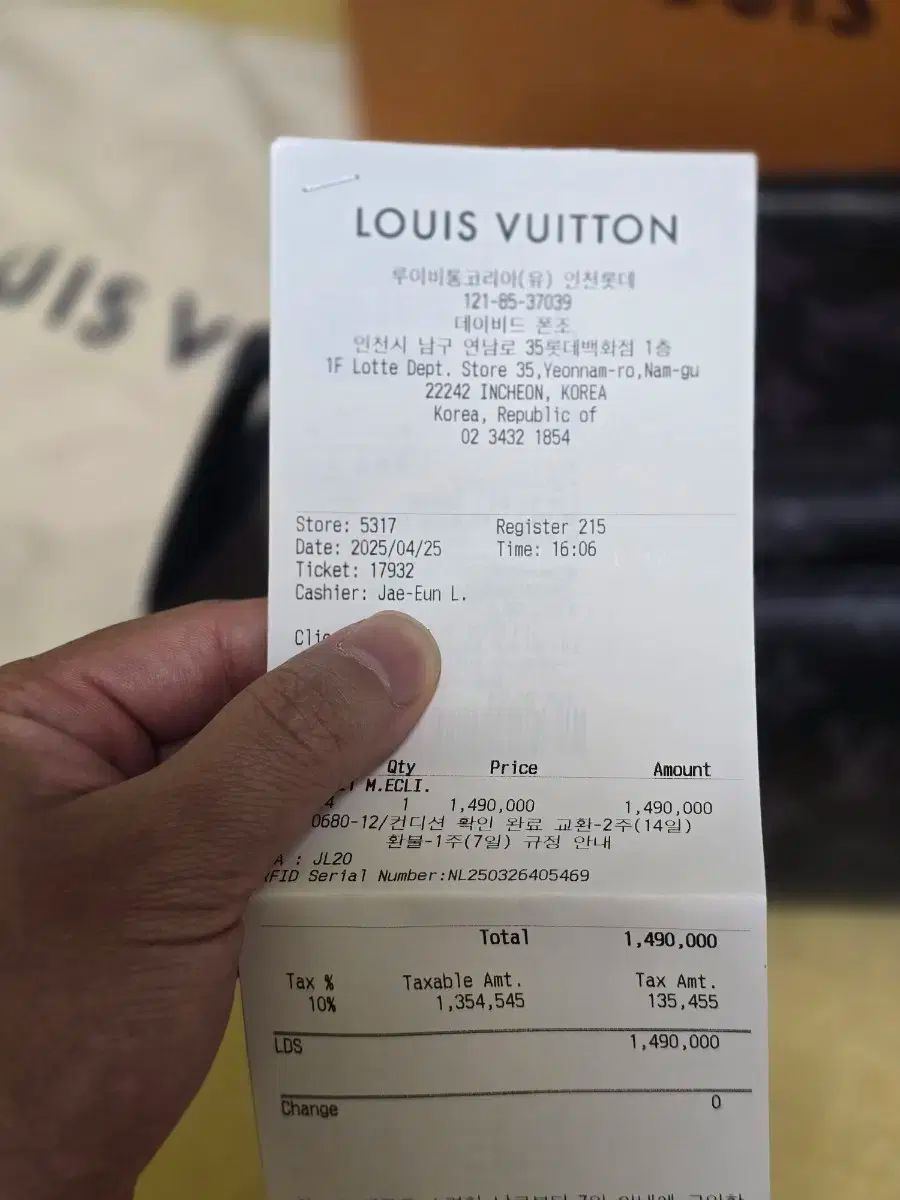 UIS
UIS V
LOUIS VUITTON
루이비통코리아(유) 인천롯데
121-85-37039
데이비드 폰조
인천시 남구 연남로 35롯데백화점 1층
1F Lotte Dept. Store 35,Yeonnam-ro,Nam-gu
22242 INCHEON, KOREA
Korea, Republic of
02 3432 1854
Store: 5317 Register 215
Date: 2025/04/25 Time: 16:06
Ticket: 17932
Cashier: Jae-Eun L.
Qty Price Amount
M.ECLI.
4 1 1,490,000 1,490,000
0680-12/컨디션 확인 완료 교환-2주(14일)
환불-1주(7일) 규정 안내
A : JL20
RFID Serial Number:NL250326405469
Total 1,490,000
Tax % Taxable Amt. Tax Amt.
10% 1,354,545 135,455
LDS 1,490,000
Change 0